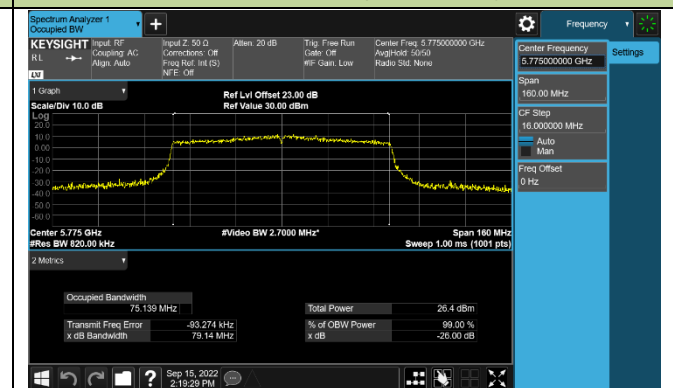 Spectrum Analyzer 1
Occupied BW
Frequency
KEYSIGHT
RL
LXI
Input: RF
Coupling: AC
Align: Auto
Input Z: 50 Ω
Corrections: Off
Freq Ref: Int (S)
NFE: Off
Atten: 20 dB
Trig: Free Run
Gate: Off
#IF Gain: Low
Center Freq: 5.775000000 GHz
Avg|Hold: 50/50
Radio Std: None
Center Frequency
5.775000000 GHz
Settings
Span
160.00 MHz
CF Step
16.000000 MHz
Auto
Man
Freq Offset
0 Hz
1 Graph
Scale/Div 10.0 dB
Ref Lvl Offset 23.00 dB
Ref Value 30.00 dBm
Log
20.0
10.0
0.00
-10.0
-20.0
-30.0
-40.0
-50.0
-60.0
Center 5.775 GHz
#Video BW 2.7000 MHz*
Span 160 MHz
#Res BW 820.00 kHz
Sweep 1.00 ms (1001 pts)
2 Metrics
Occupied Bandwidth
75.139 MHz
Total Power 26.4 dBm
Transmit Freq Error -93.274 kHz
% of OBW Power 99.00 %
x dB Bandwidth 79.14 MHz
x dB -26.00 dB
?
Sep 15, 2022
2:19:29 PM